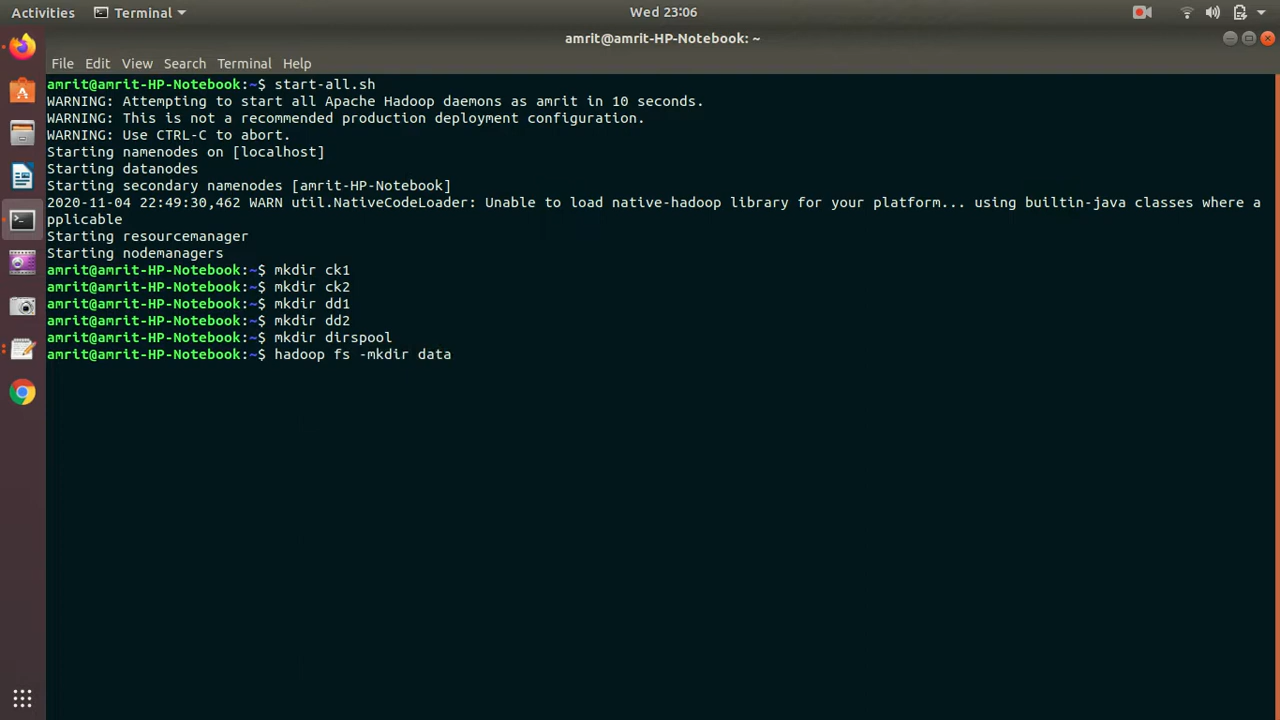 Activities Terminal Wed 23:06
amrit@amrit-HP-Notebook: ~
File Edit View Search Terminal Help
amrit@amrit-HP-Notebook:~$ start-all.sh
WARNING: Attempting to start all Apache Hadoop daemons as amrit in 10 seconds.
WARNING: This is not a recommended production deployment configuration.
WARNING: Use CTRL-C to abort.
Starting namenodes on [localhost]
Starting datanodes
Starting secondary namenodes [amrit-HP-Notebook]
2020-11-04 22:49:30,462 WARN util.NativeCodeLoader: Unable to load native-hadoop library for your platform... using builtin-java classes where a
pplicable
Starting resourcemanager
Starting nodemanagers
amrit@amrit-HP-Notebook:~$ mkdir ck1
amrit@amrit-HP-Notebook:~$ mkdir ck2
amrit@amrit-HP-Notebook:~$ mkdir dd1
amrit@amrit-HP-Notebook:~$ mkdir dd2
amrit@amrit-HP-Notebook:~$ mkdir dirspool
amrit@amrit-HP-Notebook:~$ hadoop fs -mkdir data